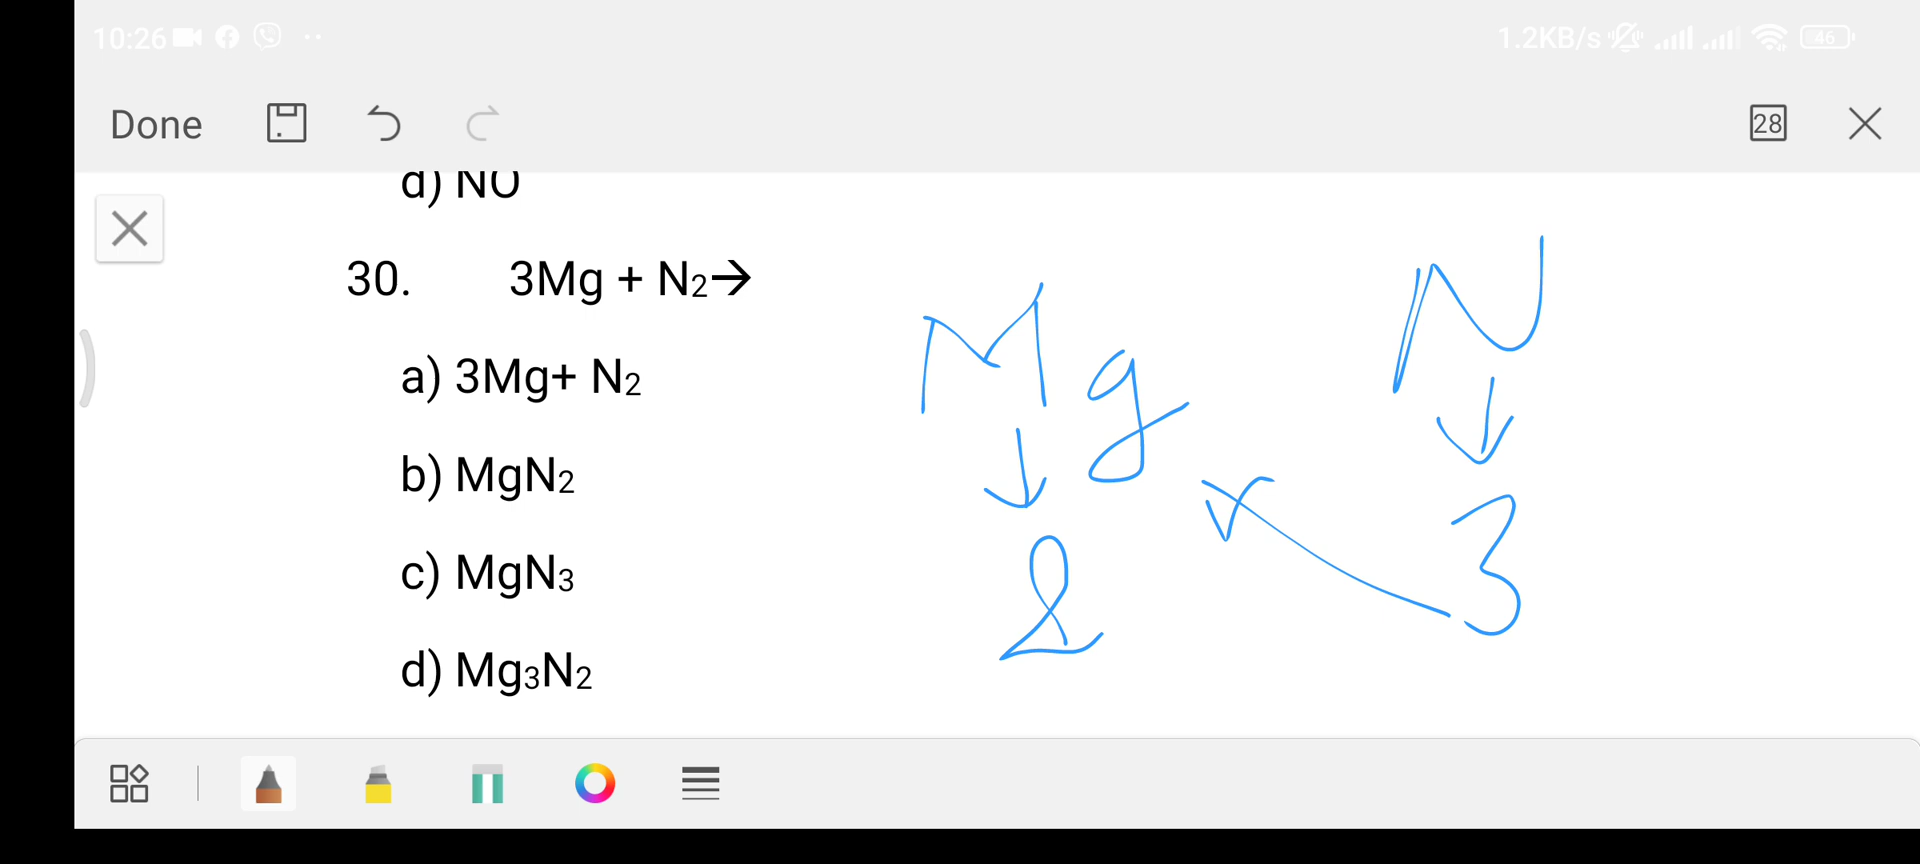 10:26
1.2KB/s 46
Done
28
d) NO
30. 3Mg + N2→
a) 3Mg+ N2
b) MgN2
c) MgN3
d) Mg3N2
Mg N
2 3